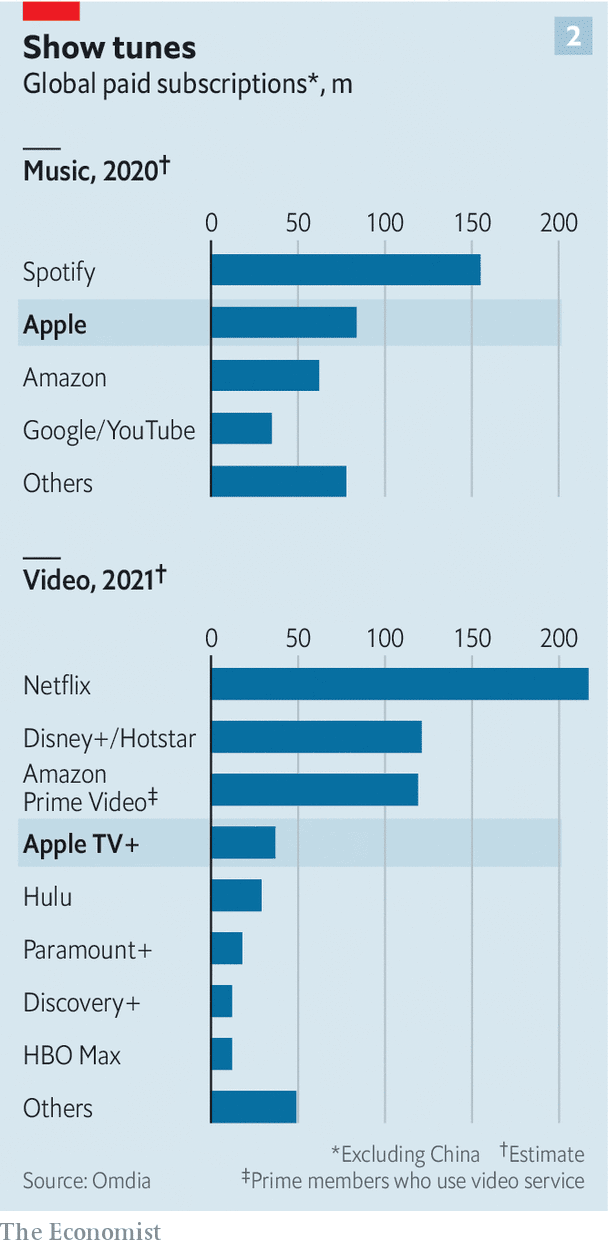 2
Show tunes
Global paid subscriptions*, m
Music, 2020†
0 50 100 150 200
Spotify
Apple
Amazon
Google/YouTube
Others
Video, 2021†
0 50 100 150 200
Netflix
Disney+/Hotstar
Amazon
Prime Video‡
Apple TV+
Hulu
Paramount+
Discovery+
HBO Max
Others
*Excluding China †Estimate
Source: Omdia ‡Prime members who use video service
The Economist